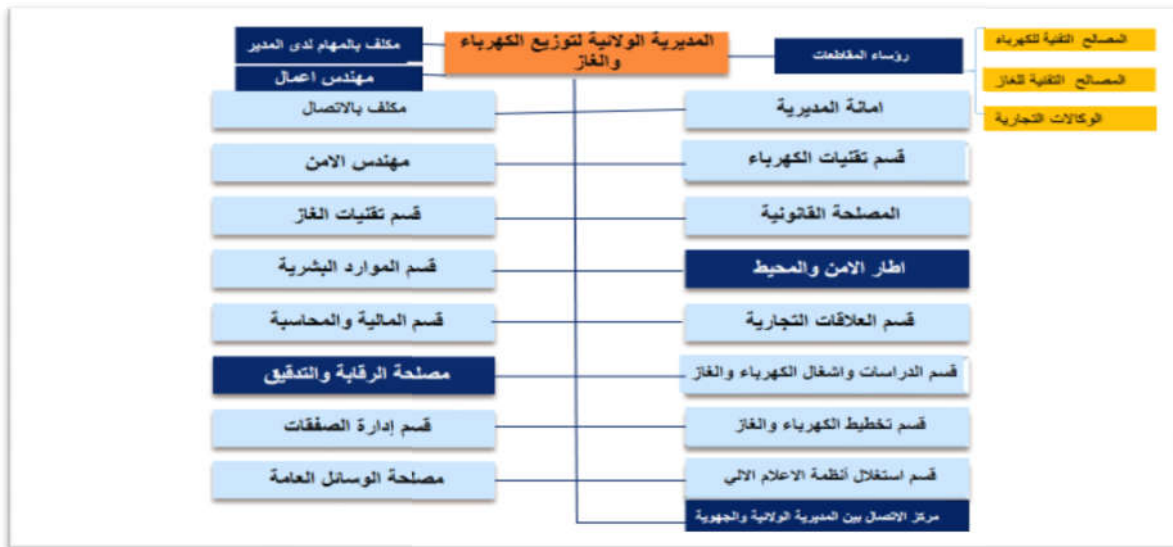 المديرية الولائية لتوزيع الكهرباء
والغاز
رؤساء المقاطعات
المصالح التقنية للكهرباء
المصالح التقنية للغاز
الوكالات التجارية
مكلف بالمهام لدى المدير
مهندس اعمال
امانة المديرية
مكلف بالاتصال
قسم تقنيات الكهرباء
مهندس الامن
المصلحة القانونية
قسم تقنيات الغاز
اطار الامن والمحيط
قسم الموارد البشرية
قسم العلاقات التجارية
قسم المالية والمحاسبة
قسم الدراسات واشغال الكهرباء والغاز
مصلحة الرقابة والتدقيق
قسم تخطيط الكهرباء والغاز
قسم إدارة الصفقات
قسم استغلال أنظمة الاعلام الالي
مصلحة الوسائل العامة
مركز الاتصال بين المديرية الولائية والجهوية